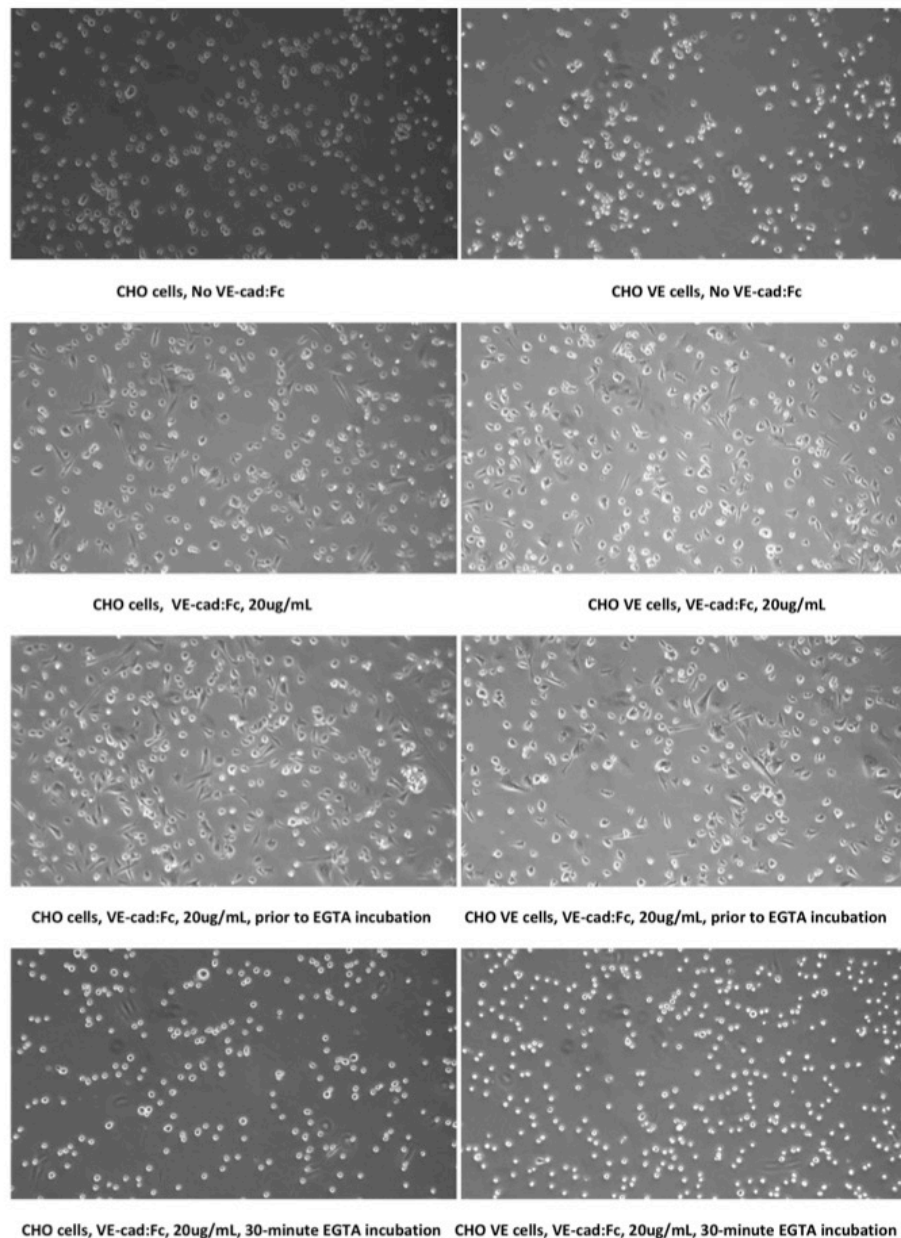 CHO cells, No VE-cad:Fc
CHO VE cells, No VE-cad:Fc
CHO cells, VE-cad:Fc, 20ug/mL
CHO VE cells, VE-cad:Fc, 20ug/mL
CHO cells, VE-cad:Fc, 20ug/mL, prior to EGTA incubation
CHO VE cells, VE-cad:Fc, 20ug/mL, prior to EGTA incubation
CHO cells, VE-cad:Fc, 20ug/mL, 30-minute EGTA incubation
CHO VE cells, VE-cad:Fc, 20ug/mL, 30-minute EGTA incubation